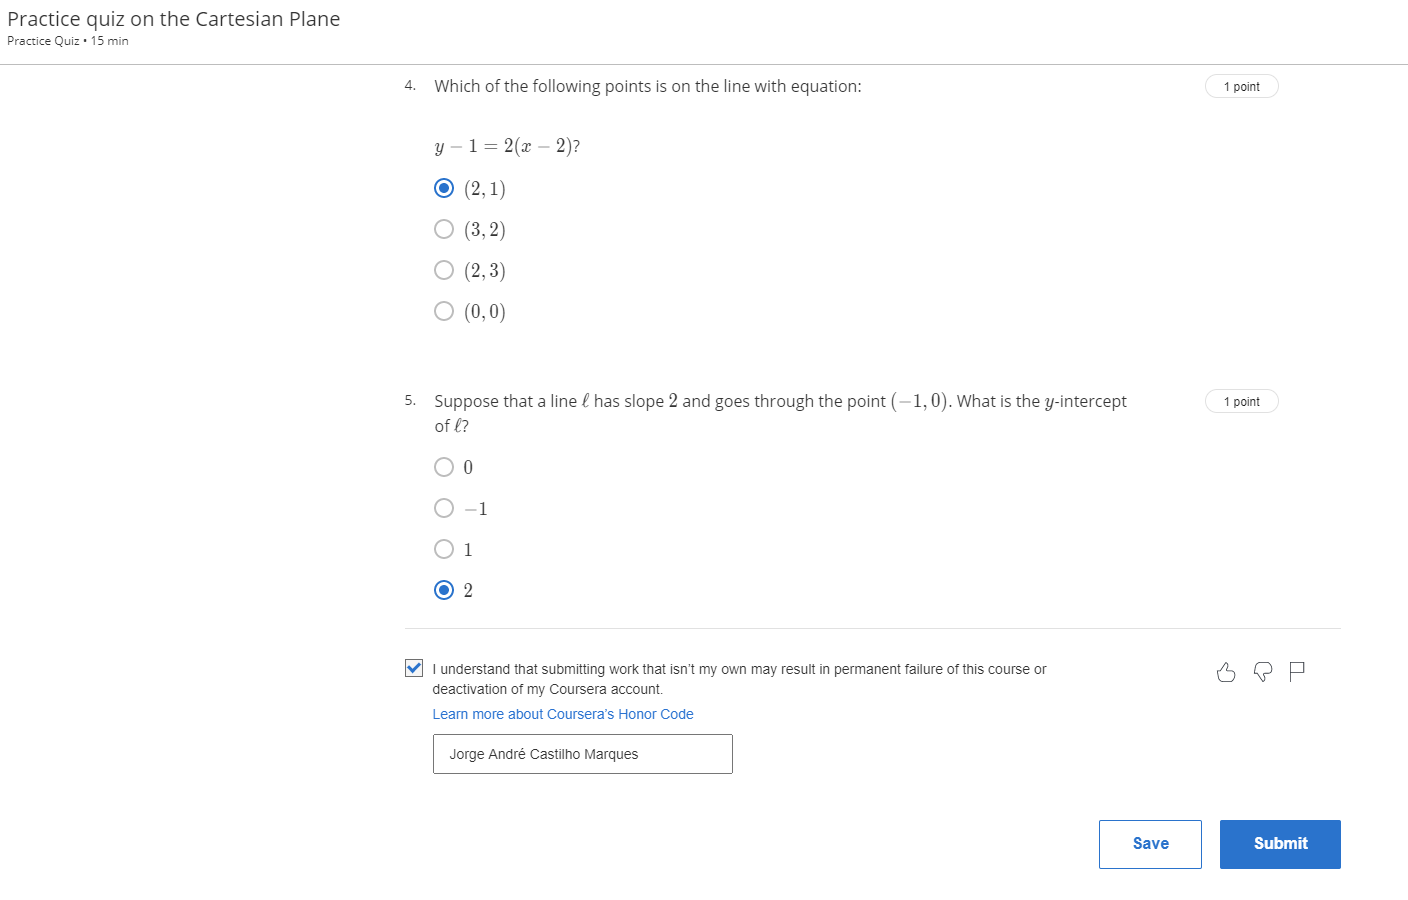 Practice quiz on the Cartesian Plane
Practice Quiz • 15 min
4. Which of the following points is on the line with equation:
1 point
y − 1 = 2(x − 2)?
(2, 1)
(3, 2)
(2, 3)
(0, 0)
5. Suppose that a line ℓ has slope 2 and goes through the point (−1, 0). What is the y-intercept
of ℓ?
1 point
0
−1
1
2
I understand that submitting work that isn't my own may result in permanent failure of this course or
deactivation of my Coursera account.
Learn more about Coursera's Honor Code
Jorge André Castilho Marques
Save
Submit